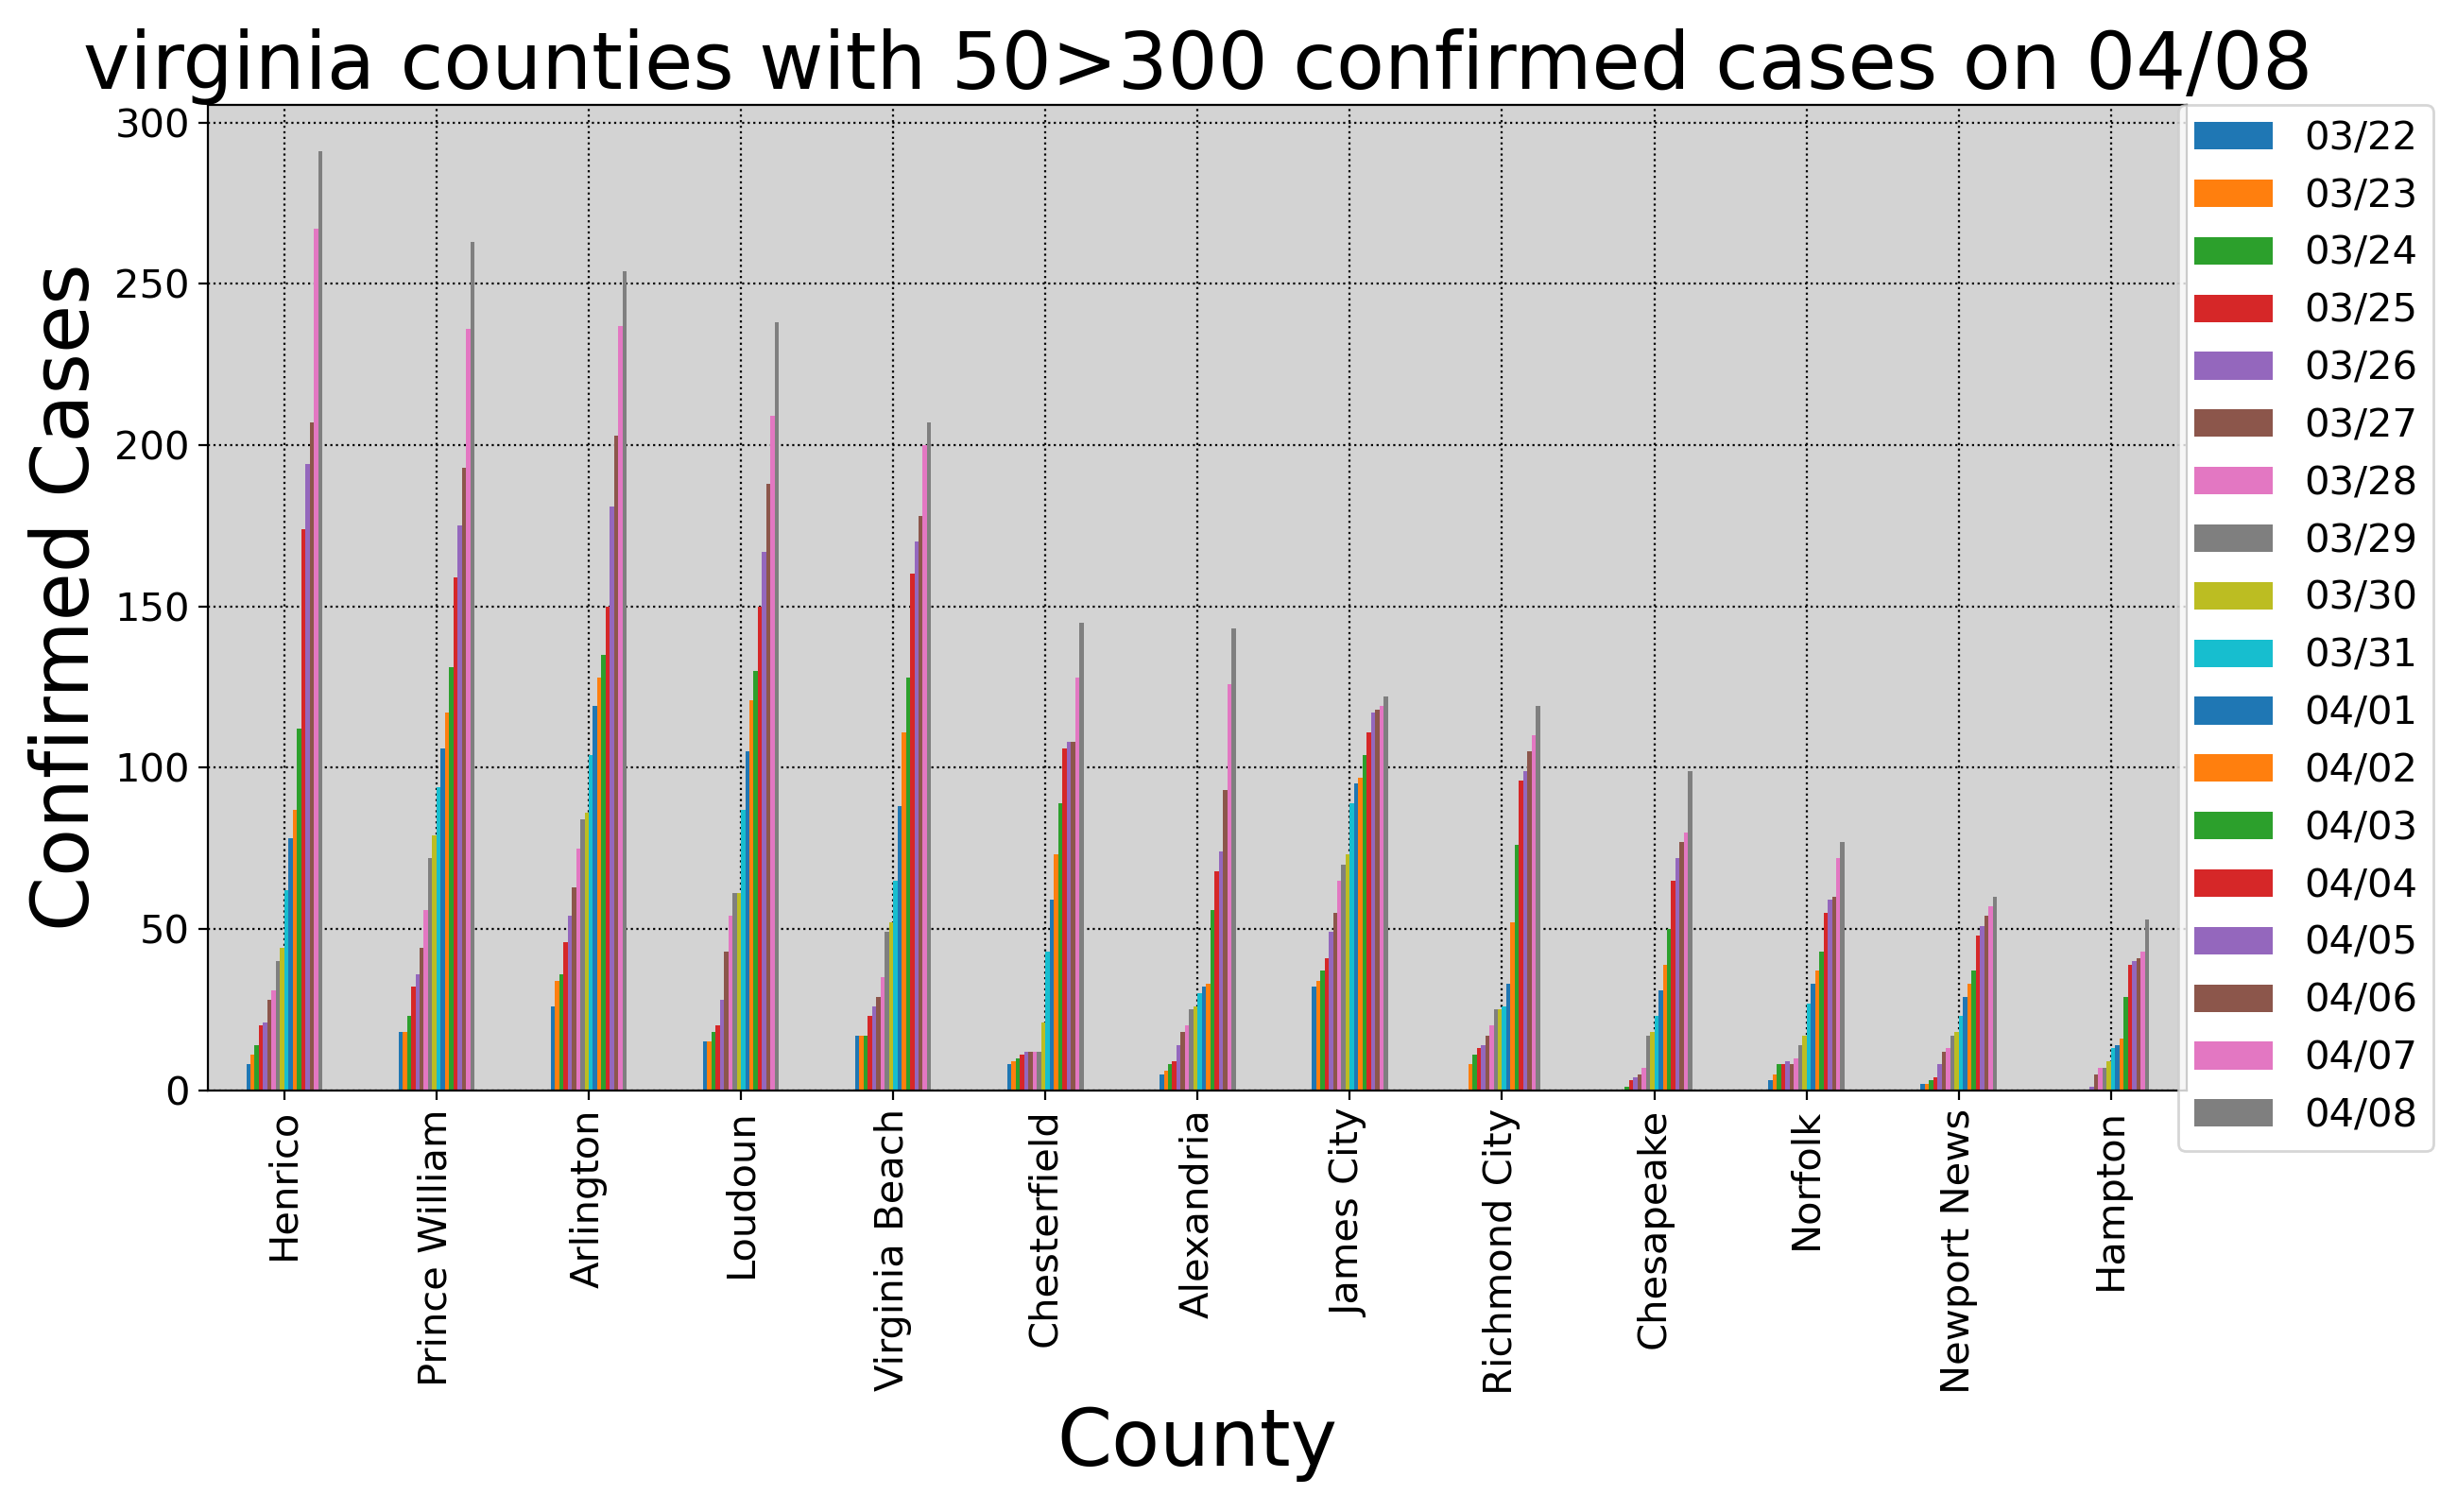 virginia counties with 50>300 confirmed cases on 04/08
Confirmed Cases
300
250
200
150
100
50
0
03/22
03/23
03/24
03/25
03/26
03/27
03/28
03/29
03/30
03/31
04/01
04/02
04/03
04/04
04/05
04/06
04/07
04/08
Henrico
Prince William
Arlington
Loudoun
Virginia Beach
Chesterfield
Alexandria
James City
Richmond City
Chesapeake
Norfolk
Newport News
Hampton
County